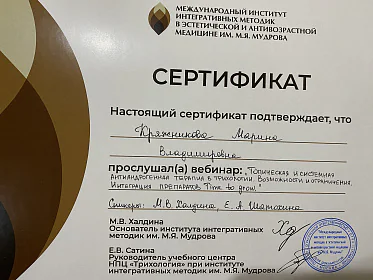 МЕЖДУНАРОДНЫЙ ИНСТИТУТ
ИНТЕГРАТИВНЫХ МЕТОДИК
В ЭСТЕТИЧЕСКОЙ И АНТИВОЗРАСТНОЙ
МЕДИЦИНЕ ИМ. М.Я. МУДРОВА
СЕРТИФИКАТ
Настоящий сертификат подтверждает, что
Кряжникова Марина
Владимировна
прослушал(а) вебинар: "Топическая и системная
антиандрогенная терапия в трихологии. Возможности и ограничения.
Интеграция препаратов Time to grow."
Спикеры: М.В. Халдина, Е.А. Шатохина
М.В. Халдина
Основатель института интегративных
методик им. М.Я. Мудрова
Е.В. Сатина
Руководитель учебного центра
НПЦ «Трихология» при институте
интегративных методик им. М.Я. Мудрова